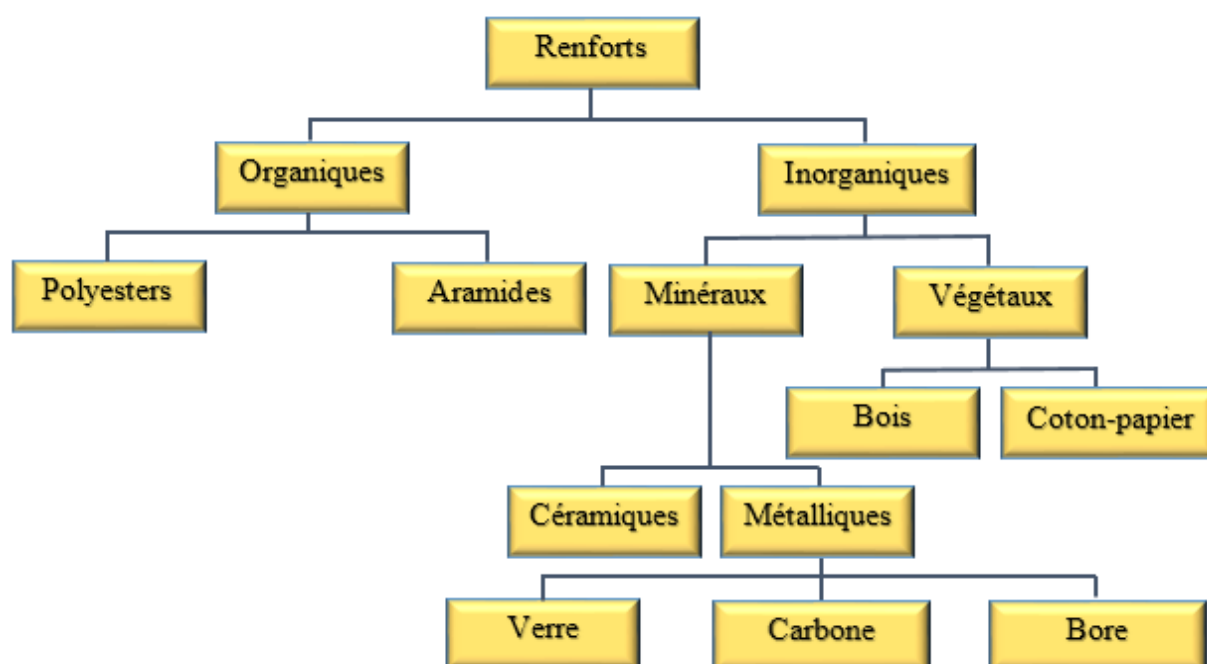 Renforts
Organiques
Inorganiques
Polyesters
Aramides
Minéraux
Végétaux
Bois
Coton-papier
Céramiques
Métalliques
Verre
Carbone
Bore